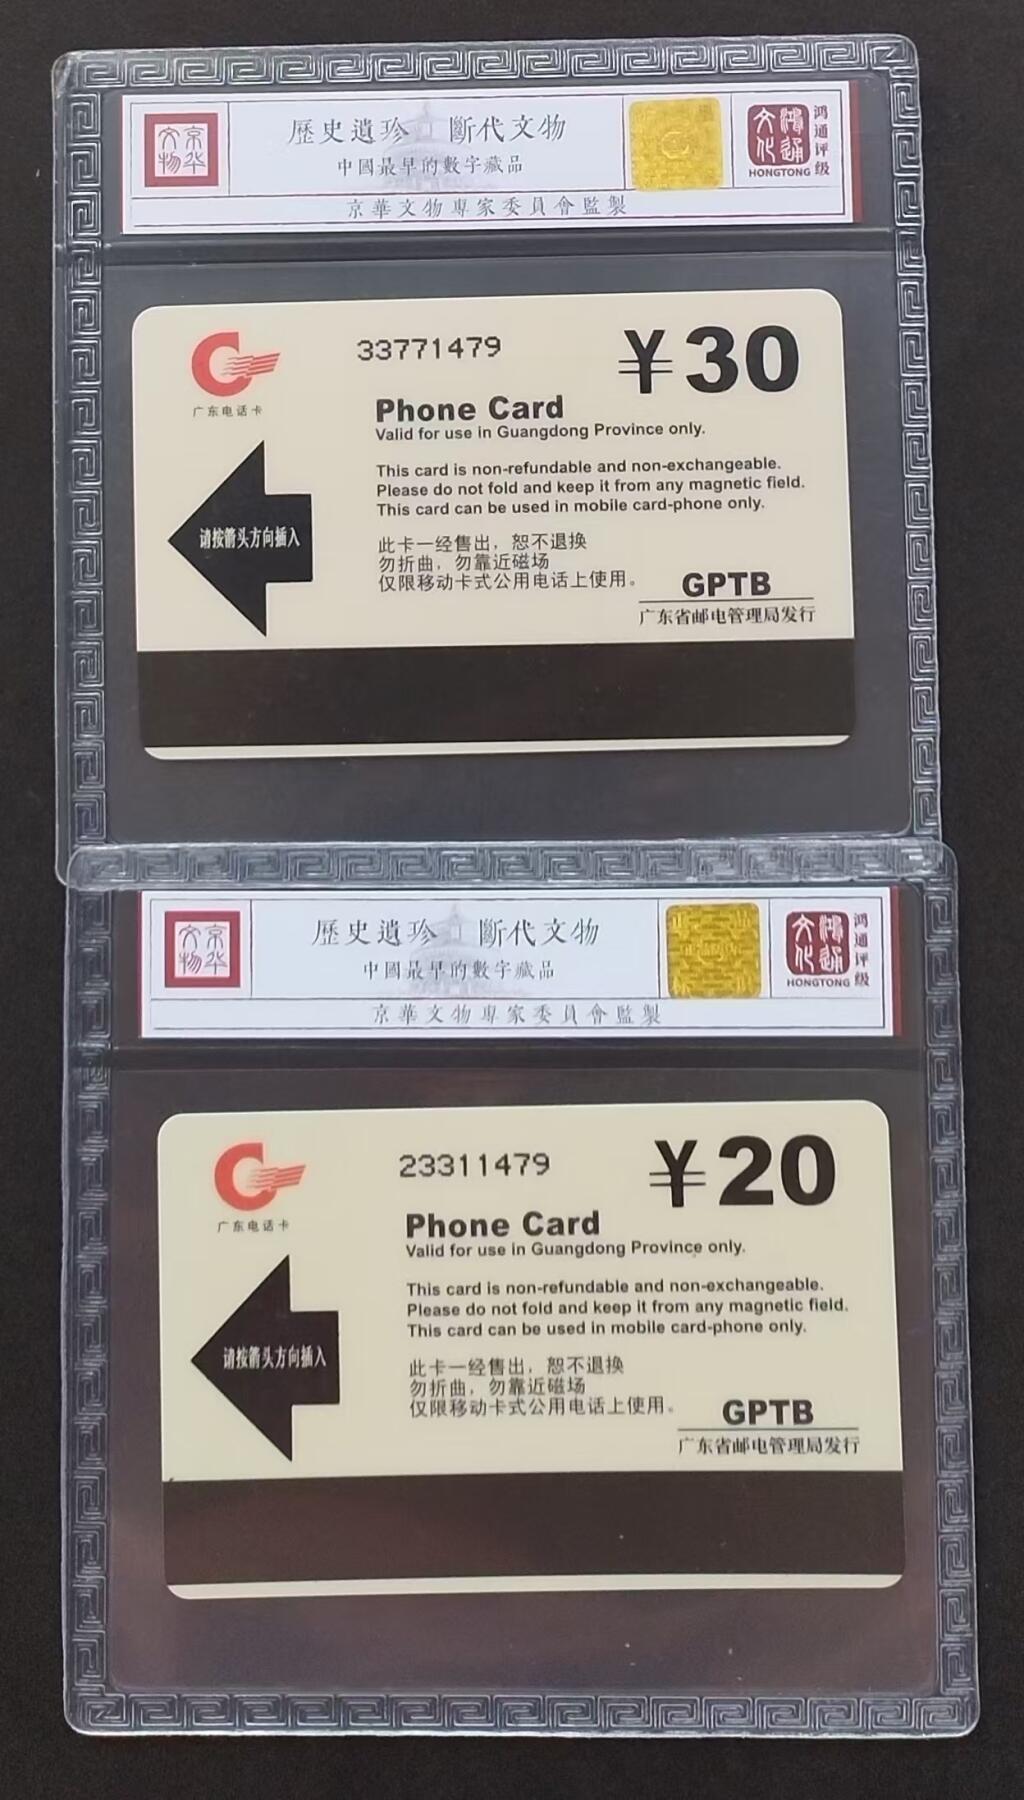 京华文物
歷史遺珍 斷代文物
中國最早的數字藏品
京華文物專家委員會監製
鸿通文化
HONGTONG
鸿通评级
33771479
¥30
广东电话卡
Phone Card
Valid for use in Guangdong Province only.
This card is non-refundable and non-exchangeable.
Please do not fold and keep it from any magnetic field.
This card can be used in mobile card-phone only.
请按箭头方向插入
此卡一经售出，恕不退换
勿折曲，勿靠近磁场
仅限移动卡式公用电话上使用。
GPTB
广东省邮电管理局发行
京华文物
歷史遺珍 斷代文物
中國最早的數字藏品
京華文物專家委員會監製
鸿通文化
HONGTONG
鸿通评级
23311479
¥20
广东电话卡
Phone Card
Valid for use in Guangdong Province only.
This card is non-refundable and non-exchangeable.
Please do not fold and keep it from any magnetic field.
This card can be used in mobile card-phone only.
请按箭头方向插入
此卡一经售出，恕不退换
勿折曲，勿靠近磁场
仅限移动卡式公用电话上使用。
GPTB
广东省邮电管理局发行